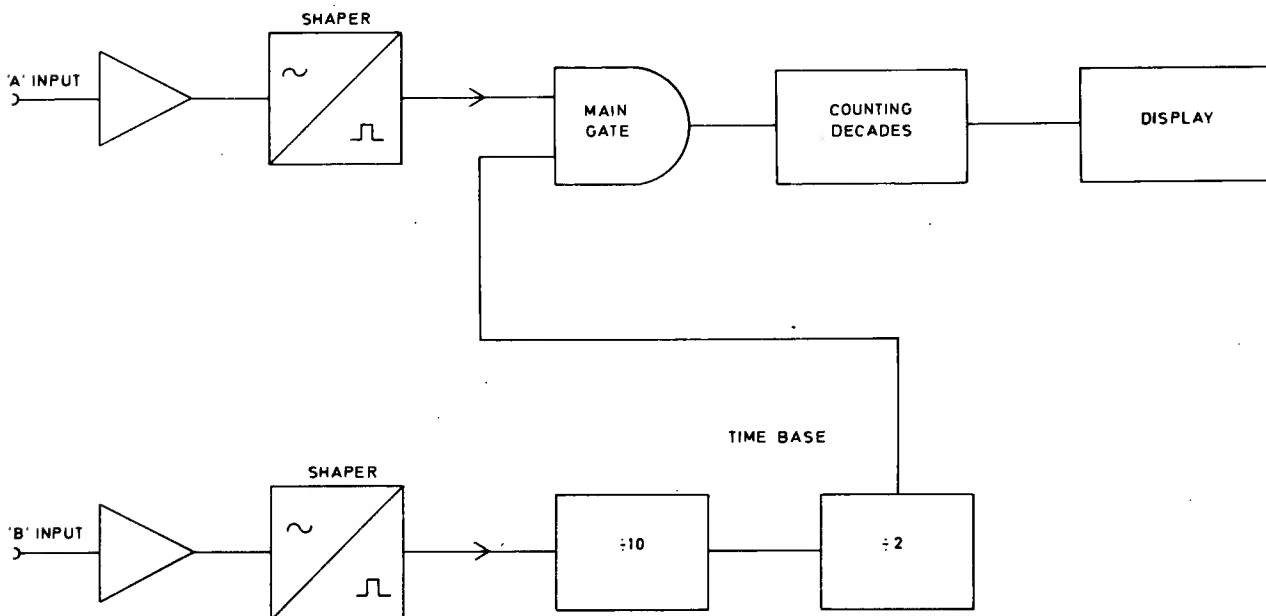 SHAPER
'A' INPUT
MAIN
GATE
COUNTING
DECADES
DISPLAY
TIME BASE
SHAPER
'B' INPUT
÷10
÷2